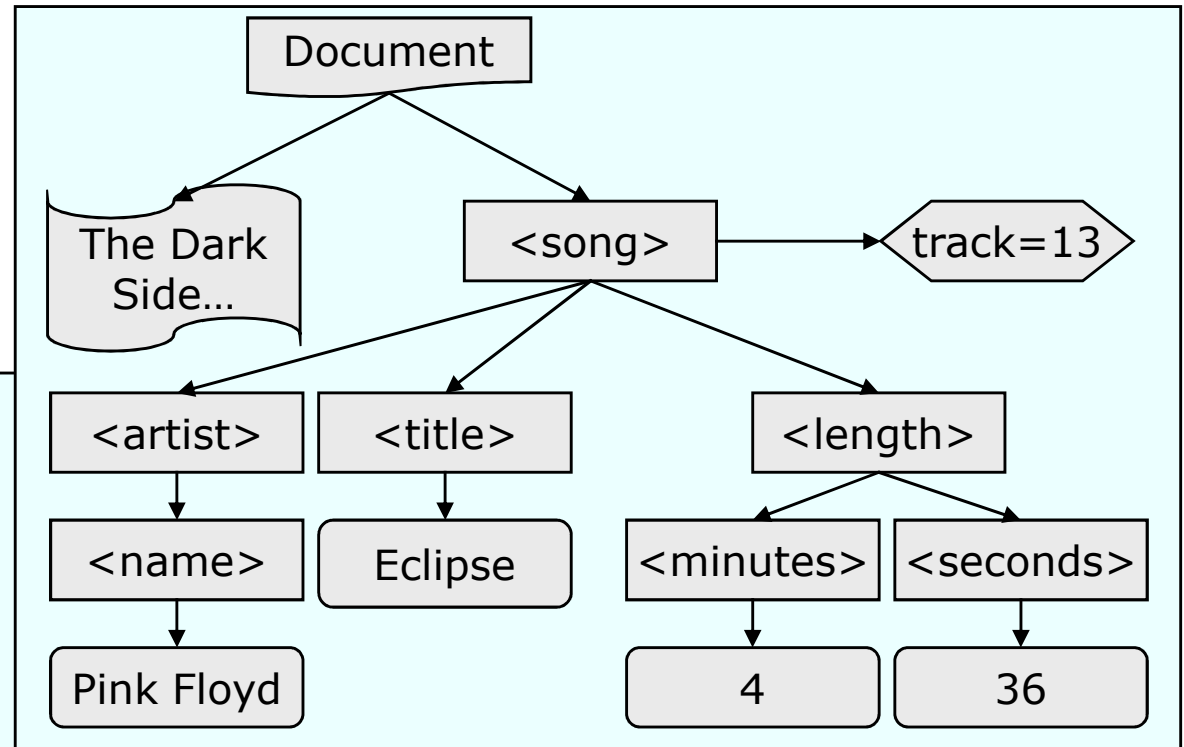 Document
The Dark
Side…
<song>
track=13
<artist>
<title>
<length>
<name>
Eclipse
<minutes>
<seconds>
Pink Floyd
4
36